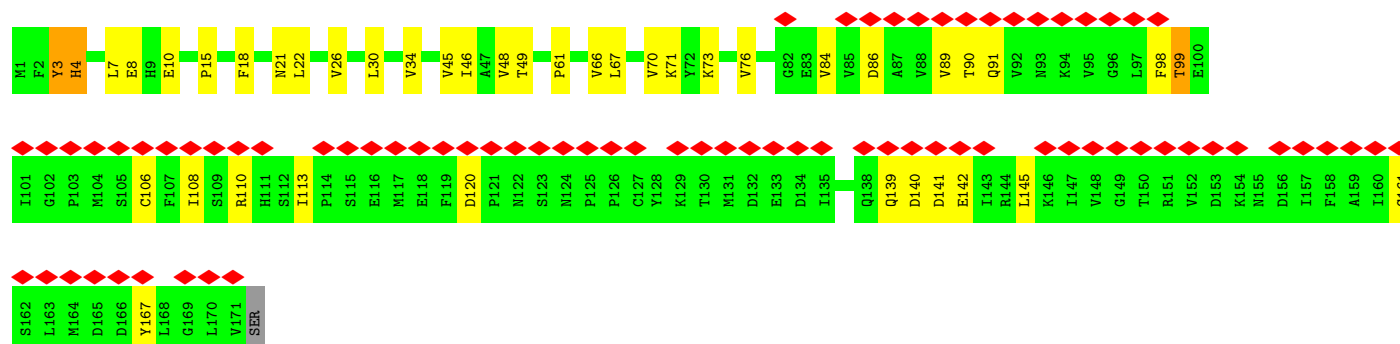 M1 F2 Y3 H4 L7 E8 H9 E10 P15 F18 N21 L22 V26 L30 V34 V45 I46 A47 V48 T49 P61 V66 L67 V70 K71 Y72 K73 V76 G82 E83 V84 V85 D86 A87 V88 V89 T90 Q91 V92 N93 K94 V95 G96 L97 F98 T99 E100
I101 G102 P103 M104 S105 C106 F107 I108 S109 R110 H111 S112 I113 P114 S115 E116 M117 E118 F119 D120 P121 N122 S123 N124 P125 P126 C127 Y128 K129 T130 M131 D132 E133 D134 I135 Q138 Q139 D140 D141 E142 I143 R144 L145 K146 I147 V148 G149 T150 R151 V152 D153 K154 N155 D156 I157 F158 A159 I160
S162 L163 M164 D165 D166 Y167 L168 G169 L170 V171 SER